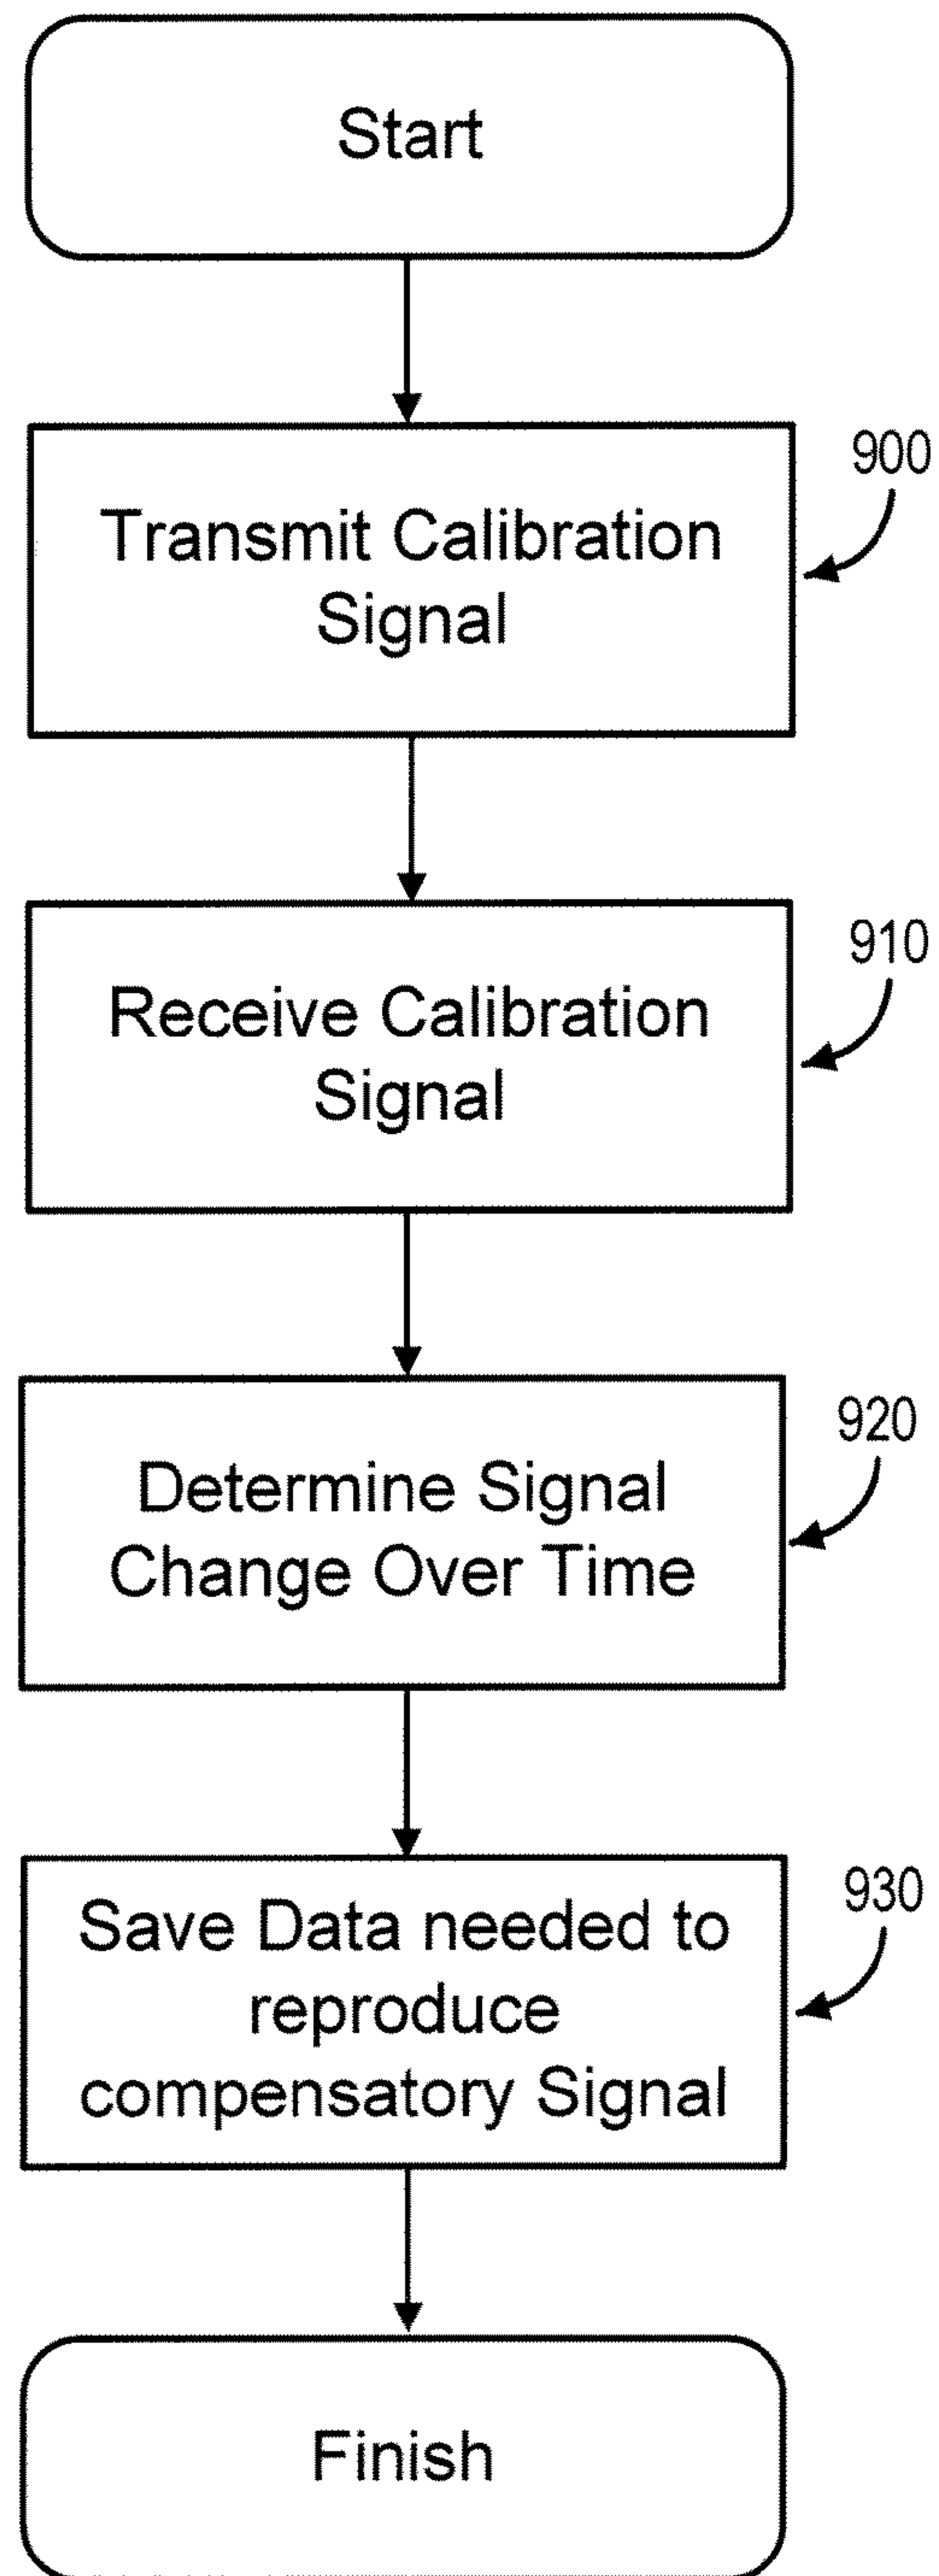 Start
900
Transmit Calibration
Signal
910
Receive Calibration
Signal
920
Determine Signal
Change Over Time
930
Save Data needed to
reproduce
compensatory Signal
Finish